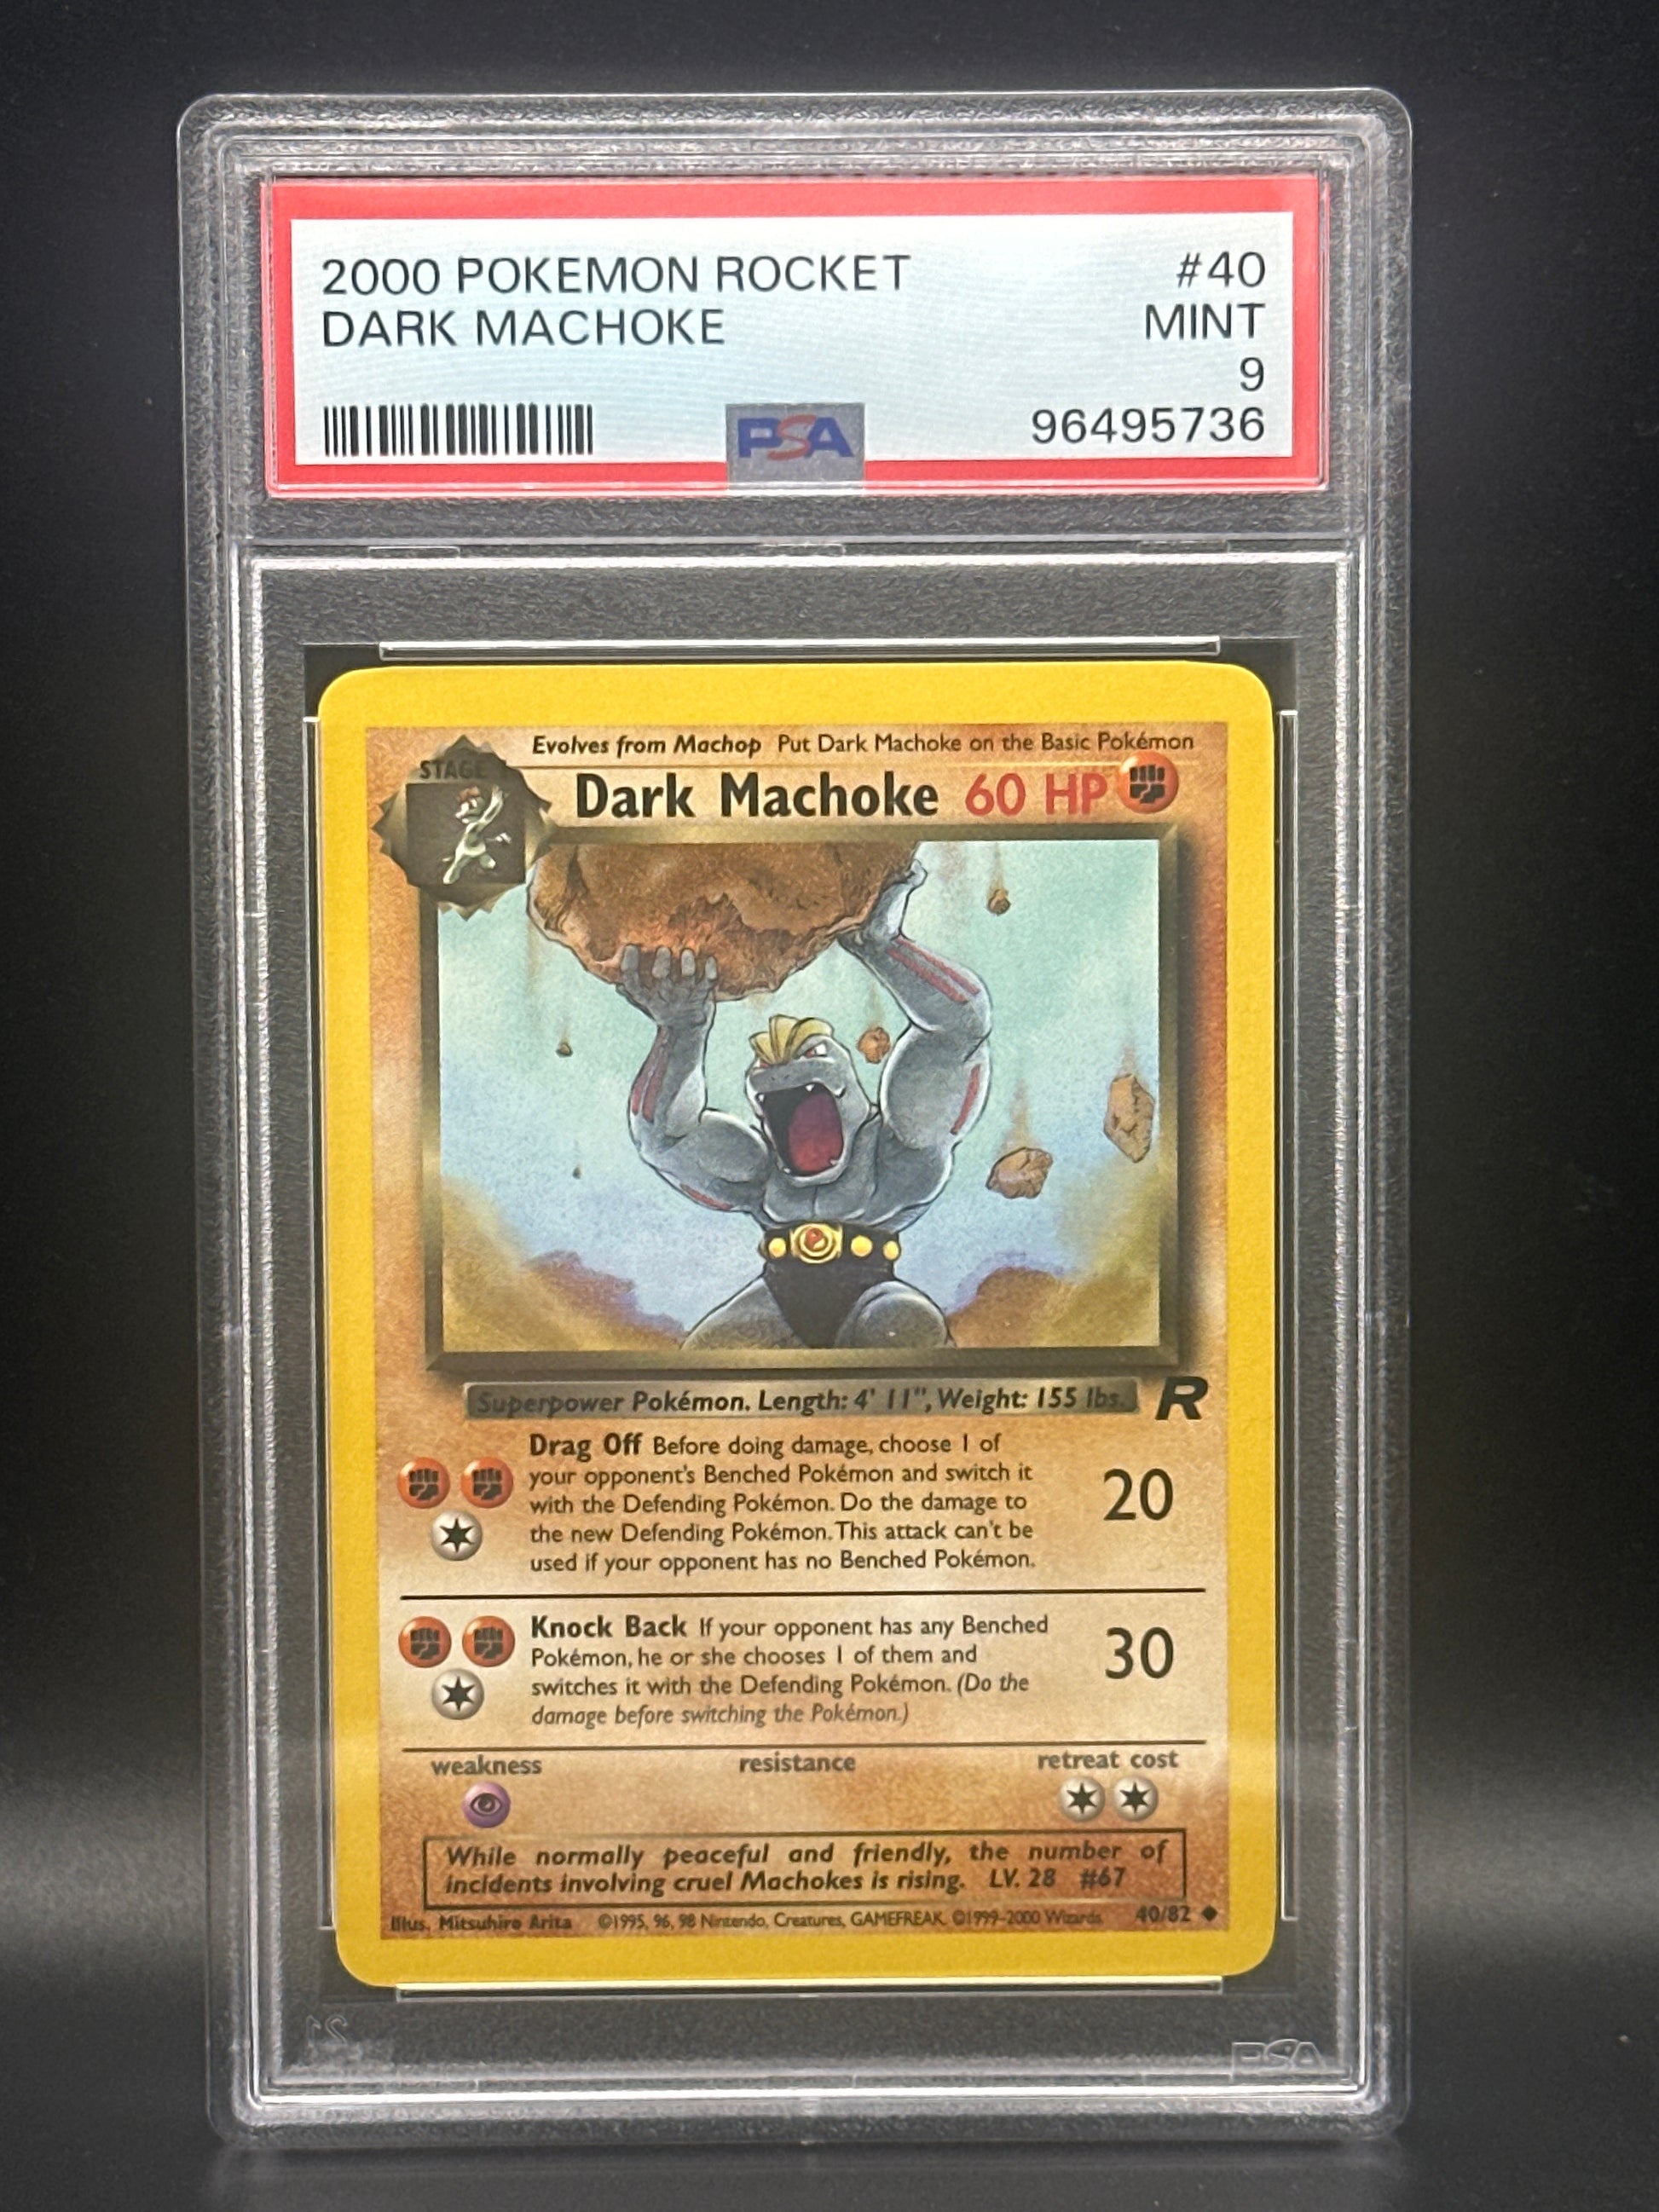 2000 POKEMON ROCKET #40
DARK MACHOKE MINT
9
PSA 96495736
Evolves from Machop Put Dark Machoke on the Basic Pokémon
STAGE
Dark Machoke 60 HP
Superpower Pokémon. Length: 4' 11", Weight: 155 lbs.
R
Drag Off Before doing damage, choose 1 of
your opponent's Benched Pokémon and switch it
with the Defending Pokémon. Do the damage to
the new Defending Pokémon. This attack can't be
used if your opponent has no Benched Pokémon.
20
Knock Back If your opponent has any Benched
Pokémon, he or she chooses 1 of them and
switches it with the Defending Pokémon. (Do the
damage before switching the Pokémon.)
30
weakness resistance retreat cost
While normally peaceful and friendly, the number of
incidents involving cruel Machokes is rising. LV. 28 #67
Illus. Mitsuhiro Arita ©1995, 96, 98 Nintendo, Creatures, GAMEFREAK. ©1999-2000 Wizards. 40/82
PSA